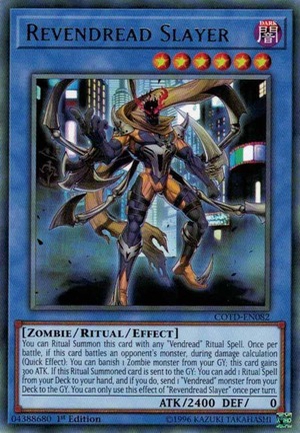 REVENDREAD SLAYER
DARK
闇
COTD-EN082
[ZOMBIE/RITUAL/EFFECT]
You can Ritual Summon this card with any "Vendread" Ritual Spell. Once per
battle, if this card battles an opponent's monster, during damage calculation
(Quick Effect): You can banish 1 Zombie monster from your GY; this card gains
300 ATK. If this Ritual Summoned card is sent to the GY: You can add 1 Ritual
Spell from your Deck to your hand, and if you do, send 1 "Vendread" monster from your
Deck to the GY. You can only use this effect of "Revendread Slayer" once per turn.
ATK/2400 DEF/ 0
04388680 1st Edition
©1996 KAZUKI TAKAHASHI